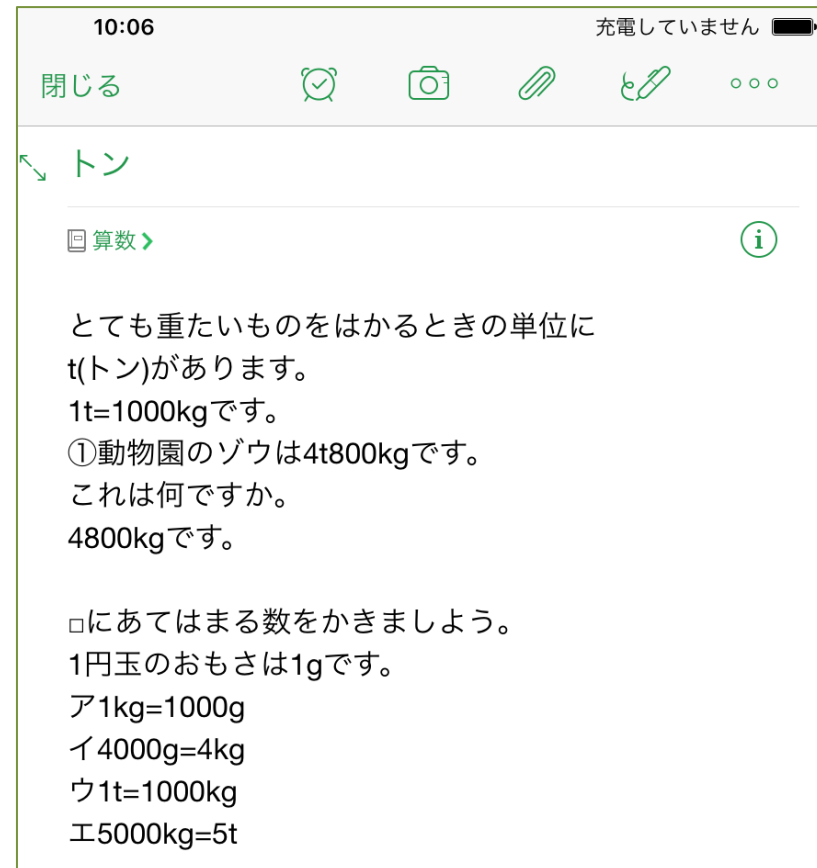 10:06 充電していません
閉じる
トン
算数
とても重たいものをはかるときの単位に
t(トン)があります。
1t=1000kgです。
①動物園のゾウは4t800kgです。
これは何ですか。
4800kgです。
□にあてはまる数をかきましよう。
1円玉のおもさは1gです。
ア1kg=1000g
イ4000g=4kg
ウ1t=1000kg
エ5000kg=5t